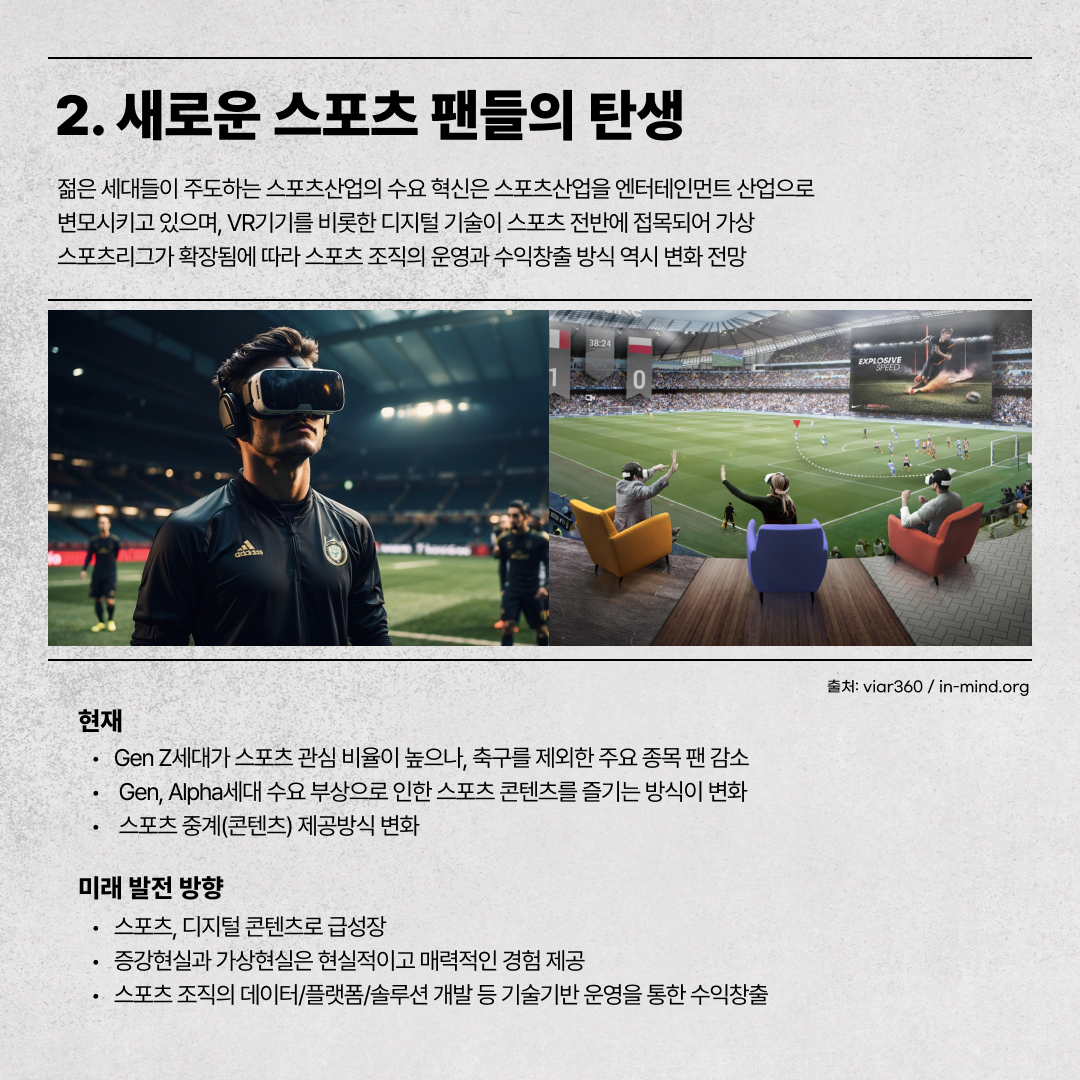 2. 새로운 스포츠 팬들의 탄생
젊은 세대들이 주도하는 스포츠산업의 수요 혁신은 스포츠산업을 엔터테인먼트 산업으로
변모시키고 있으며, VR기기를 비롯한 디지털 기술이 스포츠 전반에 접목되어 가상
스포츠리그가 확장됨에 따라 스포츠 조직의 운영과 수익창출 방식 역시 변화 전망
adidas
1
38:24
0
EXPLOSIVE
SPEED
출처: viar360 / in-mind.org
현재
• Gen Z세대가 스포츠 관심 비율이 높으나, 축구를 제외한 주요 종목 팬 감소
• Gen, Alpha세대 수요 부상으로 인한 스포츠 콘텐츠를 즐기는 방식이 변화
• 스포츠 중계(콘텐츠) 제공방식 변화
미래 발전 방향
• 스포츠, 디지털 콘텐츠로 급성장
• 증강현실과 가상현실은 현실적이고 매력적인 경험 제공
• 스포츠 조직의 데이터/플랫폼/솔루션 개발 등 기술기반 운영을 통한 수익창출